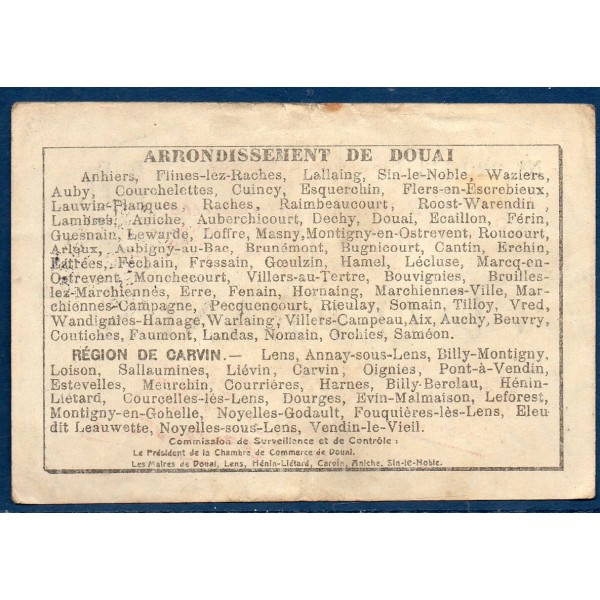 ARRONDISSEMENT DE DOUAI
Anhiers, Flines-lez-Raches, Lallaing, Sin-le-Noble, Waziers,
Auby, Courchelettes, Cuincy, Esquerchin, Flers-en-Escrebieux,
Lauwin-Planques, Raches, Raimbeaucourt, Roost-Warendin
Lambres, Aniche, Auberchicourt, Dechy, Douai, Ecaillon, Férin,
Guesnain, Lewarde, Loffre, Masny, Montigny-en-Ostrevent, Roucourt,
Arleux, Aubigny-au-Bac, Brunémont, Bugnicourt, Cantin, Erchin,
Estrées, Féchain, Fressain, Gœulzin, Hamel, Lécluse, Marcq-en-
Ostrevent, Monchecourt, Villers-au-Tertre, Bouvignies, Bruilles-
lez-Marchiennes, Erre, Fenain, Hornaing, Marchiennes-Ville, Mar-
chiennes-Campagne, Pecquencourt, Rieulay, Somain, Tilloy, Vred,
Wandignies-Hamage, Warlaing, Villers-Campeau, Aix, Auchy, Beuvry,
Coutiches, Faumont, Landas, Nomain, Orchies, Saméon.
RÉGION DE CARVIN. — Lens, Annay-sous-Lens, Billy-Montigny,
Loison, Sallaumines, Liévin, Carvin, Oignies, Pont-à-Vendin,
Estevelles, Meurchin, Courrières, Harnes, Billy-Berclau, Hénin-
Liétard, Courcelles-lès-Lens, Dourges, Evin-Malmaison, Leforest,
Montigny-en-Gohelle, Noyelles-Godault, Fouquières-lès-Lens, Eleu
dit Leauwette, Noyelles-sous-Lens, Vendin-le-Vieil.
Commission de Surveillance et de Contrôle :
Le Président de la Chambre de Commerce de Douai.
Les Maires de Douai, Lens, Hénin-Liétard, Carvin, Aniche, Sin-le-Noble.